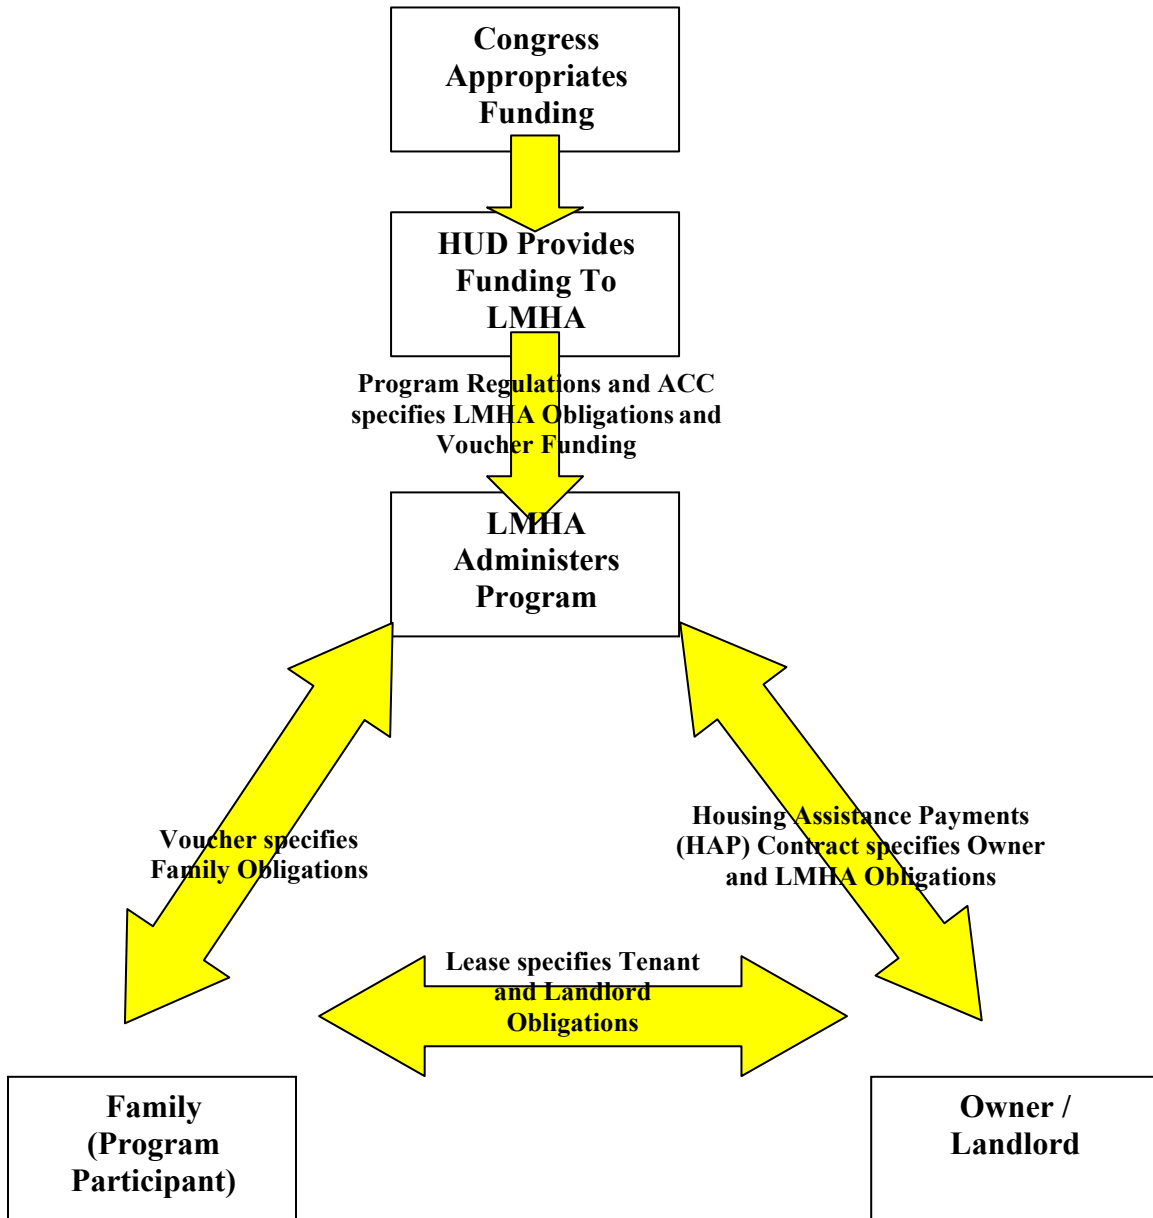 Congress
Appropriates
Funding
HUD Provides
Funding To
LMHA
Program Regulations and ACC
specifies LMHA Obligations and
Voucher Funding
LMHA
Administers
Program
Voucher specifies
Family Obligations
Housing Assistance Payments
(HAP) Contract specifies Owner
and LMHA Obligations
Lease specifies Tenant
and Landlord
Obligations
Family
(Program
Participant)
Owner /
Landlord